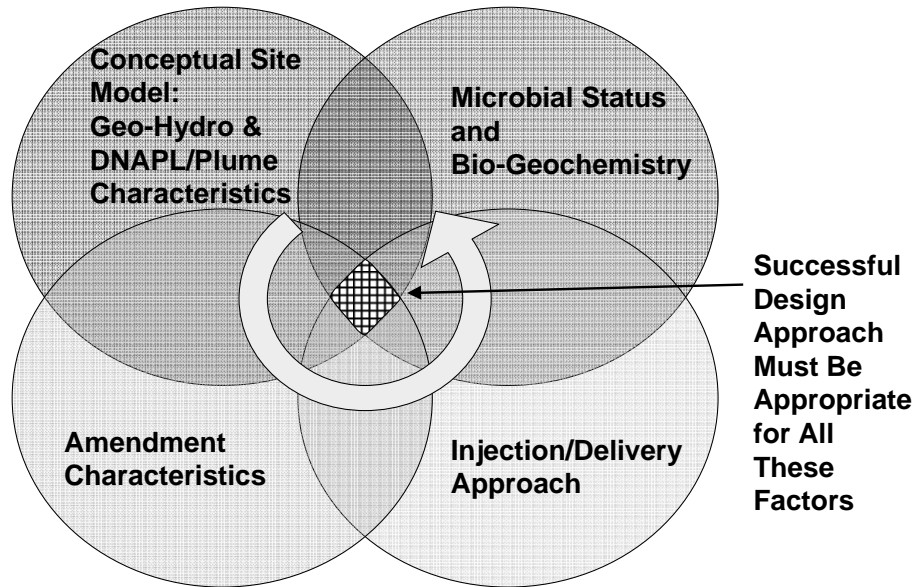 Conceptual Site
Model:
Geo-Hydro &
DNAPL/Plume
Characteristics
Microbial Status
and
Bio-Geochemistry
Successful
Design
Approach
Must Be
Appropriate
for All
These
Factors
Amendment
Characteristics
Injection/Delivery
Approach